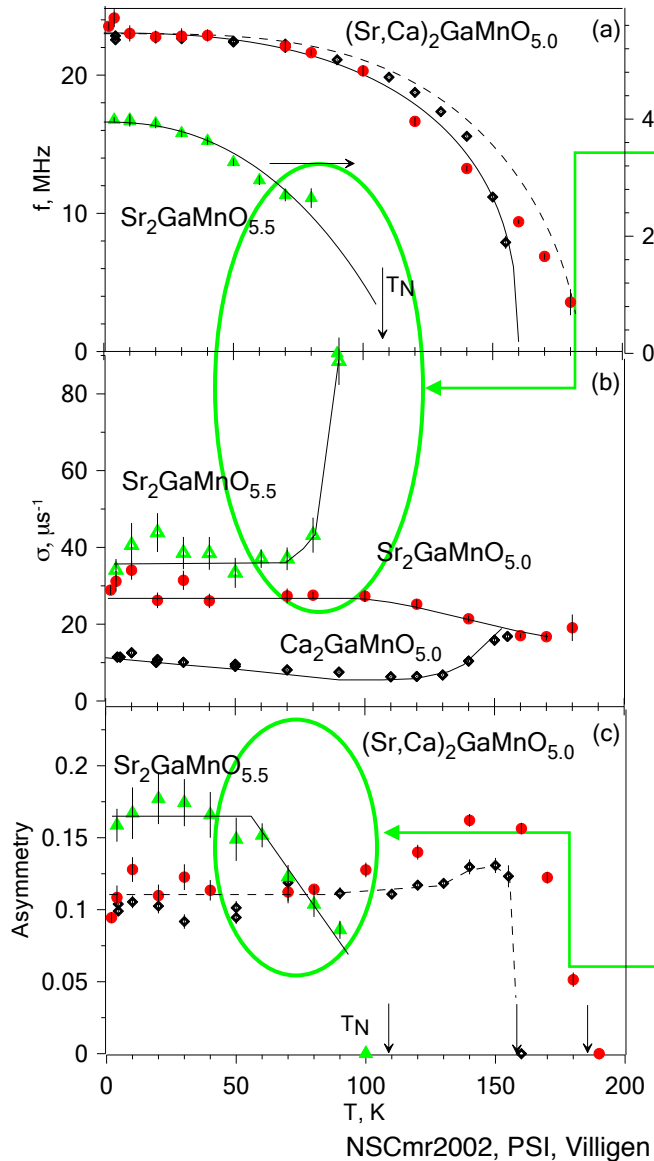 (Sr,Ca)2GaMnO5.0
(a)
20
10
0
f, MHz
4
2
0
Sr2GaMnO5.5
TN
(b)
80
60
40
20
0
σ, μs-1
Sr2GaMnO5.5
Sr2GaMnO5.0
Ca2GaMnO5.0
(c)
(Sr,Ca)2GaMnO5.0
Sr2GaMnO5.5
0.2
0.15
0.1
0.05
0
Asymmetry
TN
0 50 100 150 200
T, K
NSCmr2002, PSI, Villigen